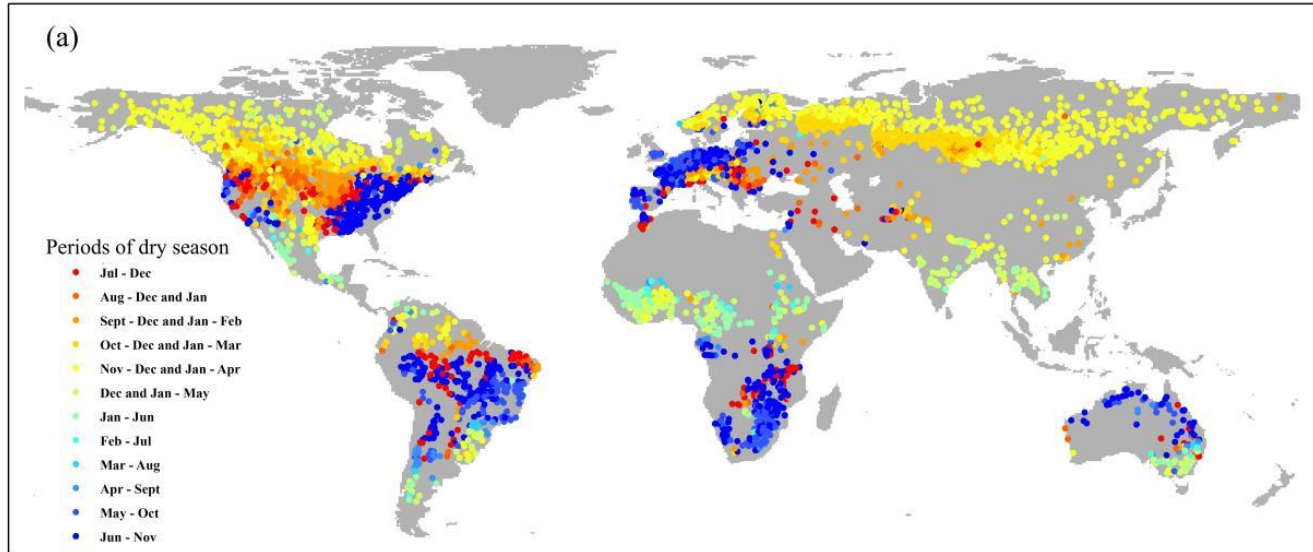 (a)
Periods of dry season
Jul - Dec
Aug - Dec and Jan
Sept - Dec and Jan - Feb
Oct - Dec and Jan - Mar
Nov - Dec and Jan - Apr
Dec and Jan - May
Jan - Jun
Feb - Jul
Mar - Aug
Apr - Sept
May - Oct
Jun - Nov